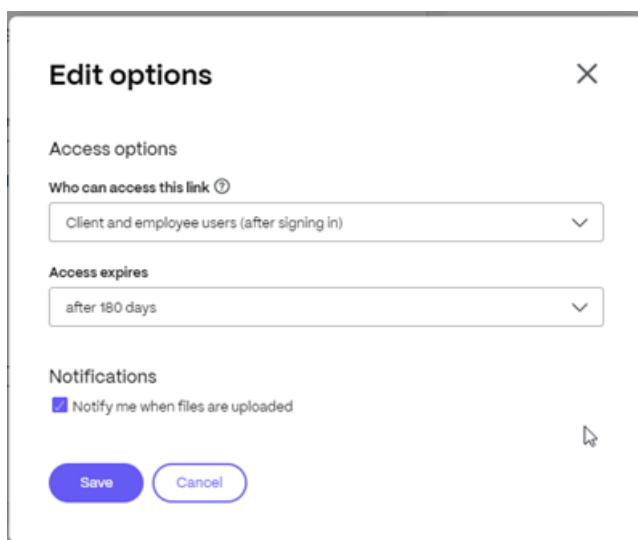 Edit options
Access options
Who can access this link
Client and employee users (after signing in)
Access expires
after 180 days
Notifications
Notify me when files are uploaded
Save
Cancel